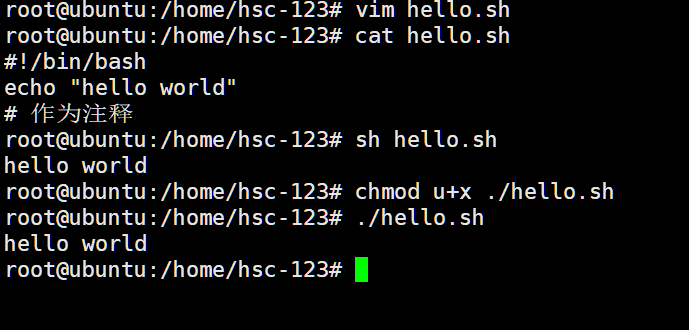 root@ubuntu:/home/hsc-123# vim hello.sh
root@ubuntu:/home/hsc-123# cat hello.sh
#!/bin/bash
echo "hello world"
# 作为注释
root@ubuntu:/home/hsc-123# sh hello.sh
hello world
root@ubuntu:/home/hsc-123# chmod u+x ./hello.sh
root@ubuntu:/home/hsc-123# ./hello.sh
hello world
root@ubuntu:/home/hsc-123#